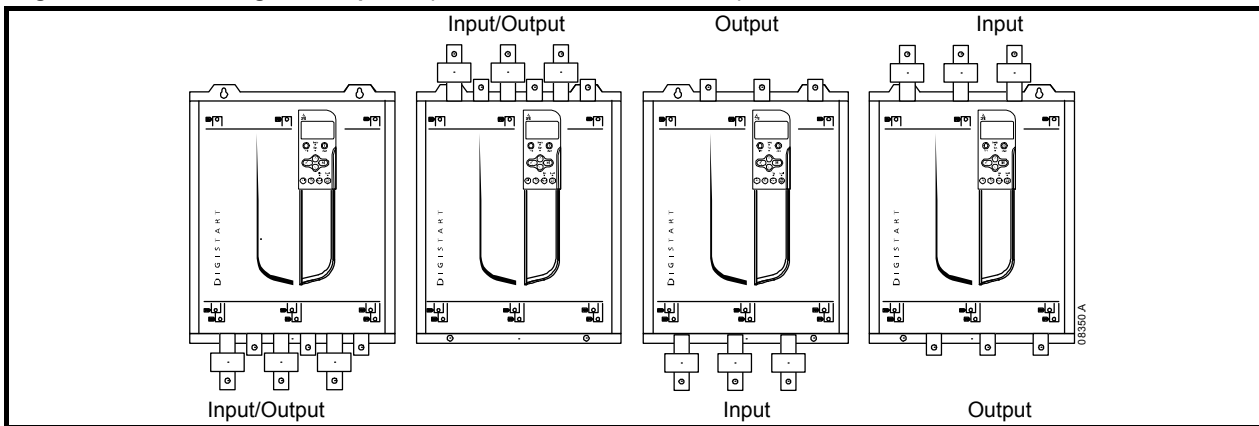 Input/Output
Output
Input
DIGISTART
DIGISTART
DIGISTART
DIGISTART
08350 A
Input/Output
Input
Output